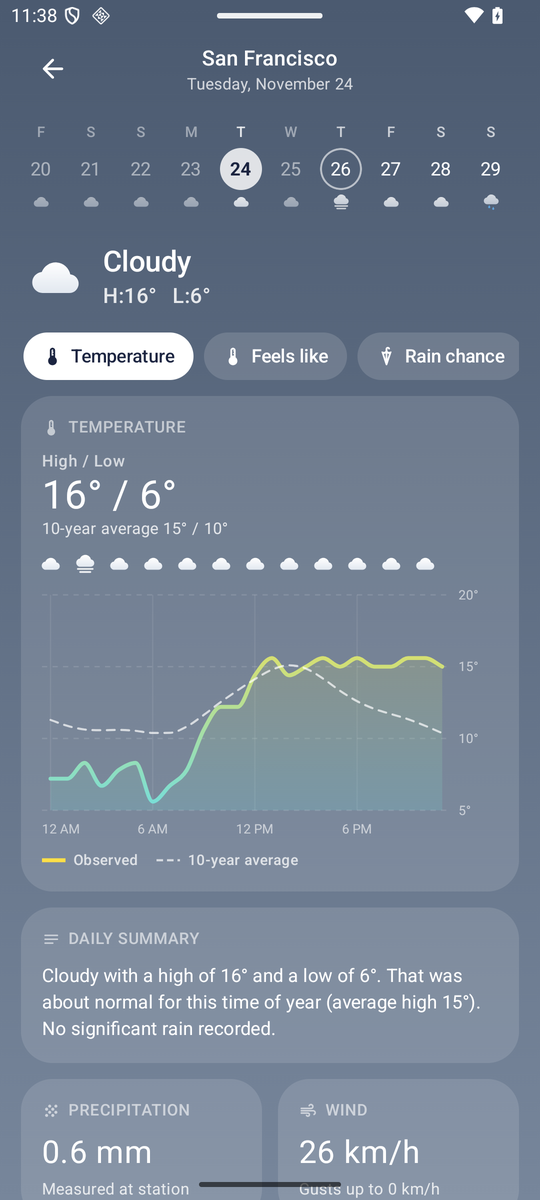 11:38
San Francisco
Tuesday, November 24
F S S M T W T F S S
20 21 22 23 24 25 26 27 28 29
Cloudy
H:16° L:6°
Temperature Feels like Rain chance
TEMPERATURE
High / Low
16° / 6°
10-year average 15° / 10°
20°
15°
10°
5°
12 AM 6 AM 12 PM 6 PM
Observed 10-year average
DAILY SUMMARY
Cloudy with a high of 16° and a low of 6°. That was
about normal for this time of year (average high 15°).
No significant rain recorded.
PRECIPITATION
0.6 mm
Measured at station
WIND
26 km/h
Gusts up to 0 km/h